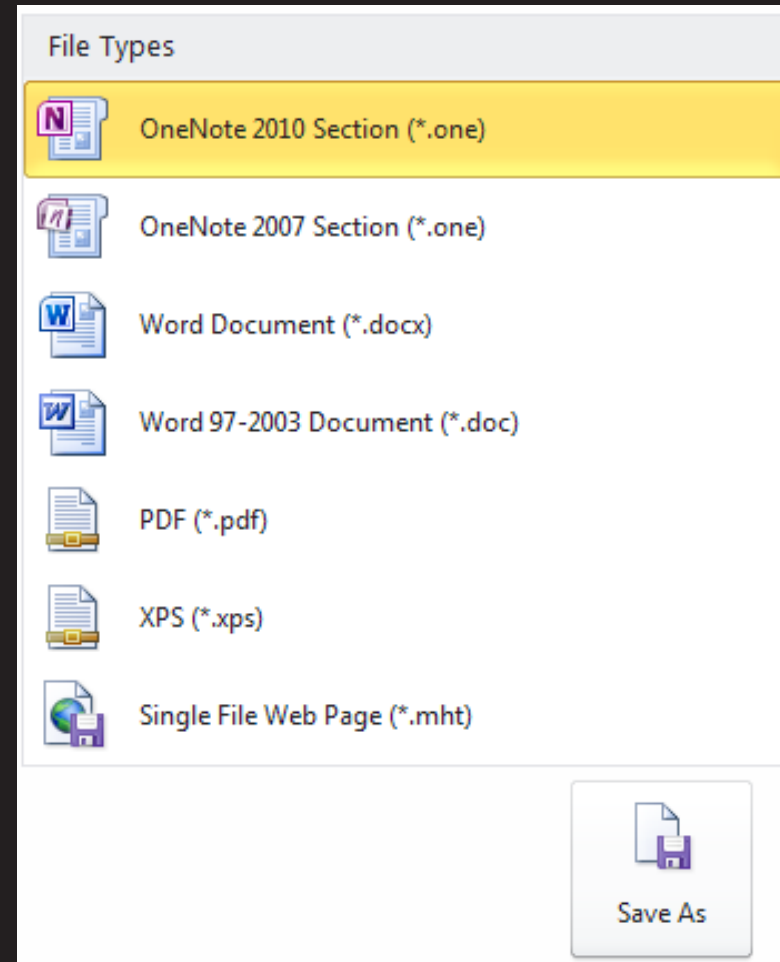 File Types
OneNote 2010 Section (*.one)
OneNote 2007 Section (*.one)
Word Document (*.docx)
Word 97-2003 Document (*.doc)
PDF (*.pdf)
XPS (*.xps)
Single File Web Page (*.mht)
Save As